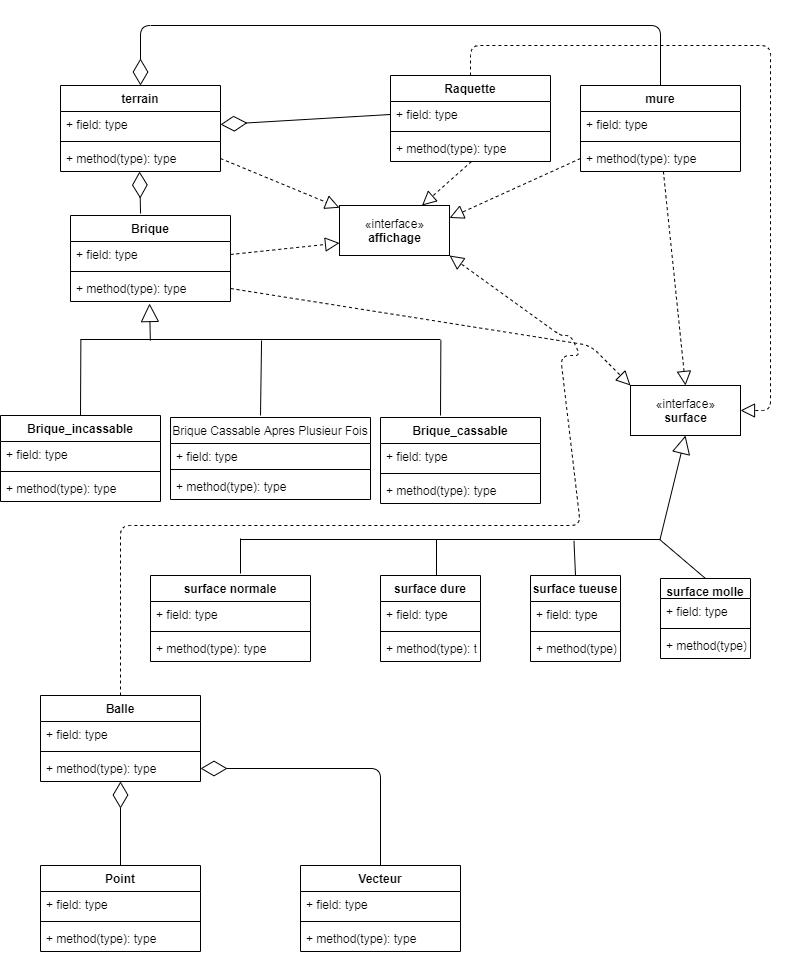 terrain
+ field: type
+ method(type): type
Raquette
+ field: type
+ method(type): type
mure
+ field: type
+ method(type): type
«interface»
affichage
Brique
+ field: type
+ method(type): type
«interface»
surface
Brique_incassable
+ field: type
+ method(type): type
Brique Cassable Apres Plusieur Fois
+ field: type
+ method(type): type
Brique_cassable
+ field: type
+ method(type): type
surface normale
+ field: type
+ method(type): type
surface dure
+ field: type
+ method(type): t
surface tueuse
+ field: type
+ method(type)
surface molle
+ field: type
+ method(type)
Balle
+ field: type
+ method(type): type
Point
+ field: type
+ method(type): type
Vecteur
+ field: type
+ method(type): type